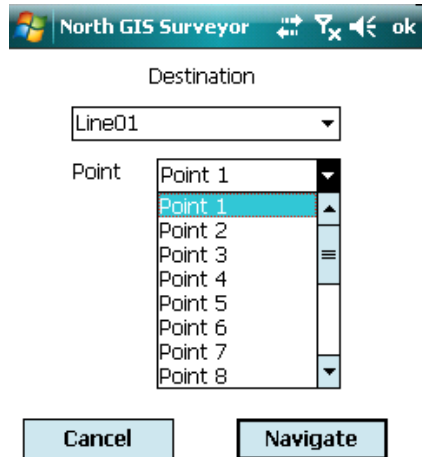 North GIS Surveyor ok
Destination
Line01
Point Point 1
Point 1
Point 2
Point 3
Point 4
Point 5
Point 6
Point 7
Point 8
Cancel Navigate